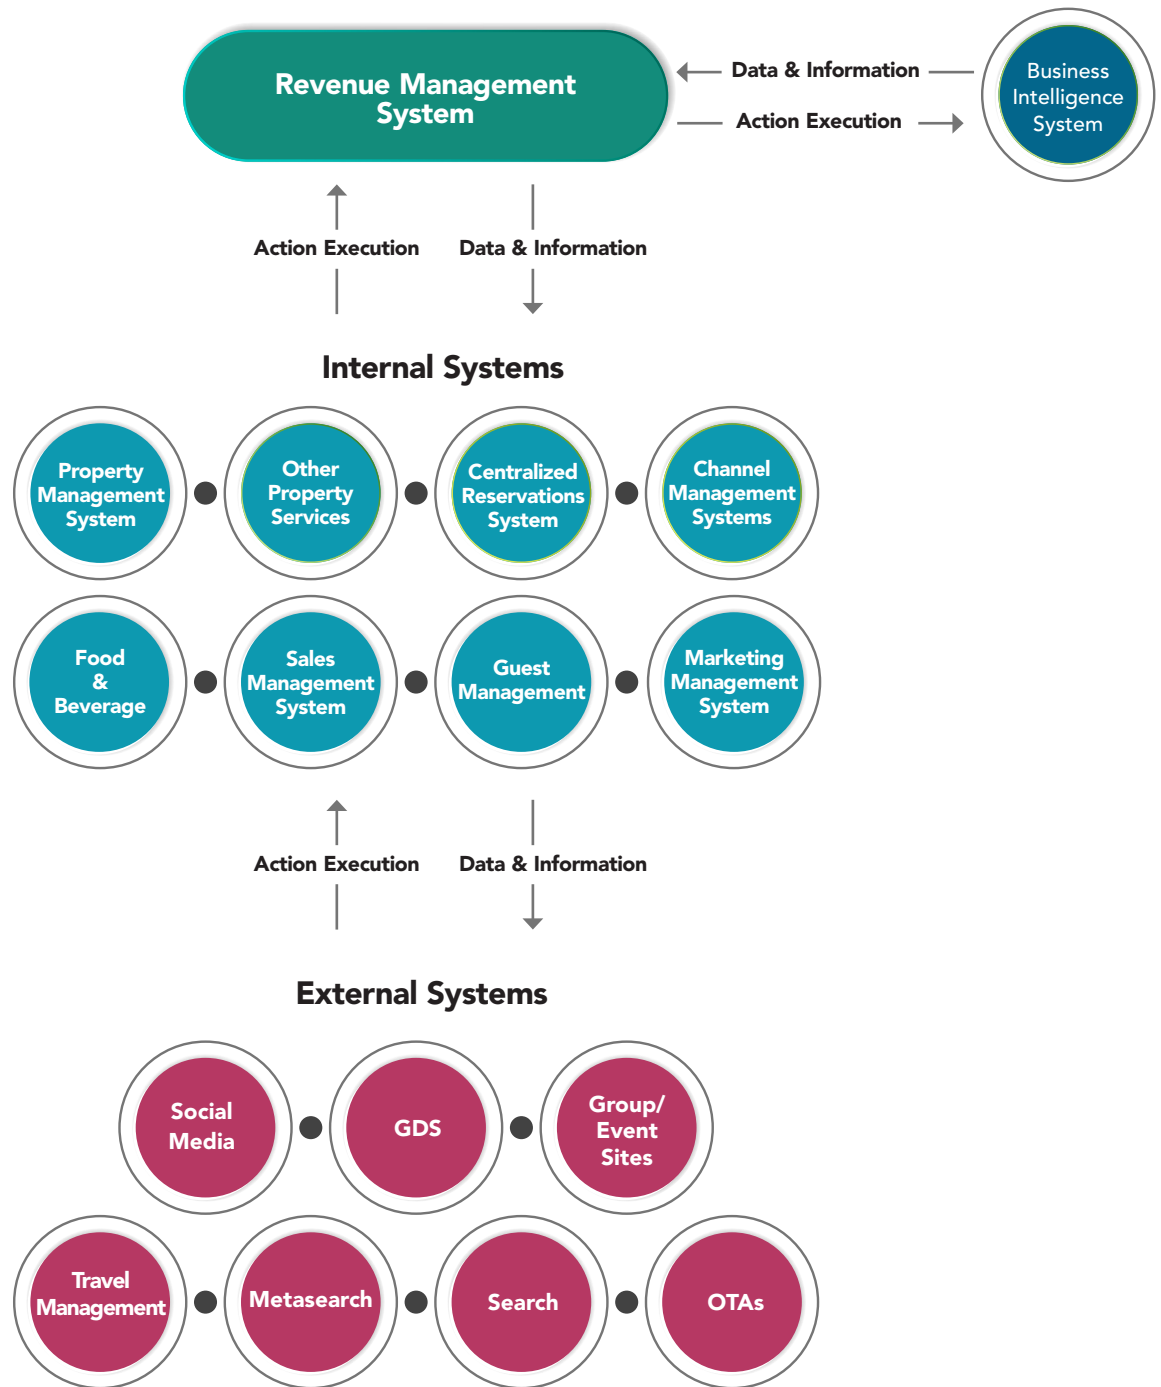 Revenue Management
System
Data & Information
Action Execution
Business
Intelligence
System
Action Execution
Data & Information
Internal Systems
Property
Management
System
Other
Property
Services
Centralized
Reservations
System
Channel
Management
Systems
Food
&
Beverage
Sales
Management
System
Guest
Management
Marketing
Management
System
Action Execution
Data & Information
External Systems
Social
Media
GDS
Group/
Event
Sites
Travel
Management
Metasearch
Search
OTAs